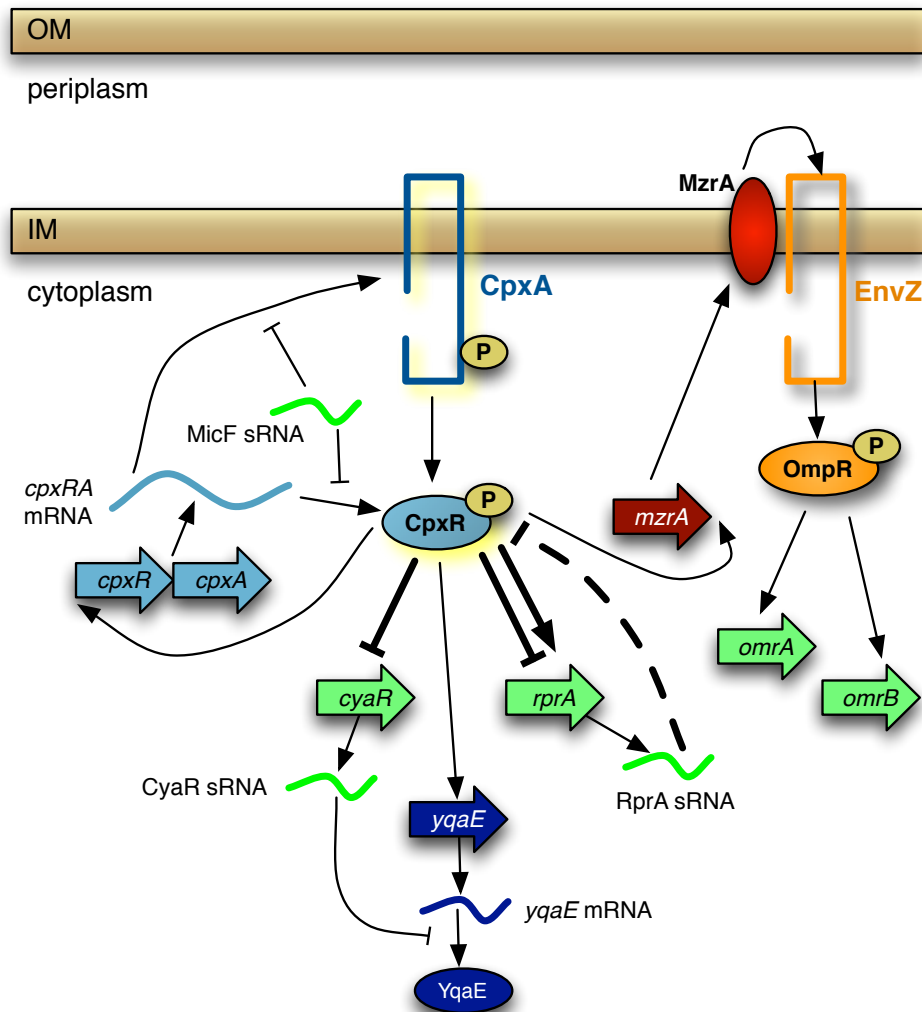 OM
periplasm
MzrA
IM
cytoplasm
CpxA
EnvZ
P
MicF sRNA
P
OmpR
cpxRA
mRNA
P
CpxR
mzrA
cpxR
cpxA
omrA
cyaR
rprA
omrB
CyaR sRNA
RprA sRNA
yqaE
yqaE mRNA
YqaE